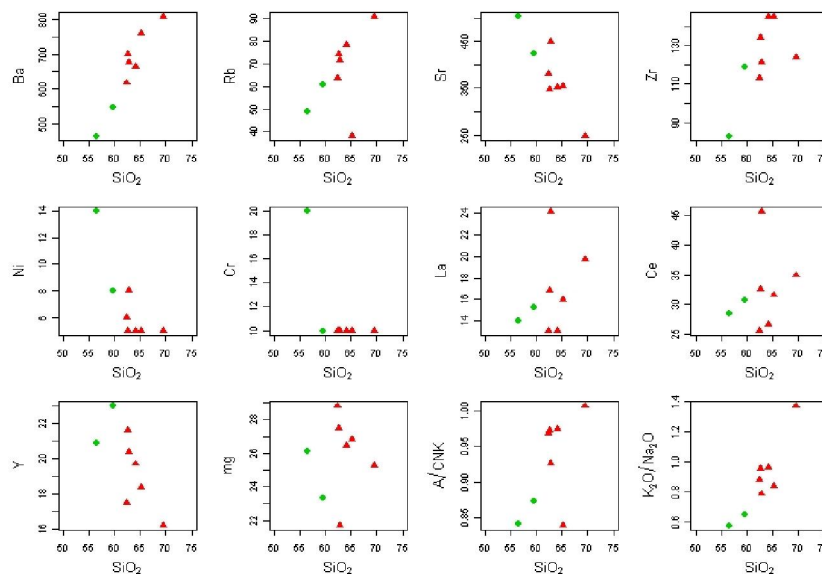 Ba
800
700
600
500
50 55 60 65 70 75
SiO₂
Rb
90
80
70
60
50
40
50 55 60 65 70 75
SiO₂
Sr
460
360
260
50 55 60 65 70 75
SiO₂
Zr
130
110
90
50 55 60 65 70 75
SiO₂
Ni
14
12
10
8
6
50 55 60 65 70 75
SiO₂
Cr
20
18
16
14
12
10
50 55 60 65 70 75
SiO₂
La
24
22
20
18
16
14
50 55 60 65 70 75
SiO₂
Ce
45
40
35
30
25
50 55 60 65 70 75
SiO₂
Y
22
20
18
16
50 55 60 65 70 75
SiO₂
mg
28
26
24
22
50 55 60 65 70 75
SiO₂
A/CNK
1.00
0.95
0.90
0.85
50 55 60 65 70 75
SiO₂
K₂O/Na₂O
1.4
1.2
1.0
0.8
0.6
50 55 60 65 70 75
SiO₂